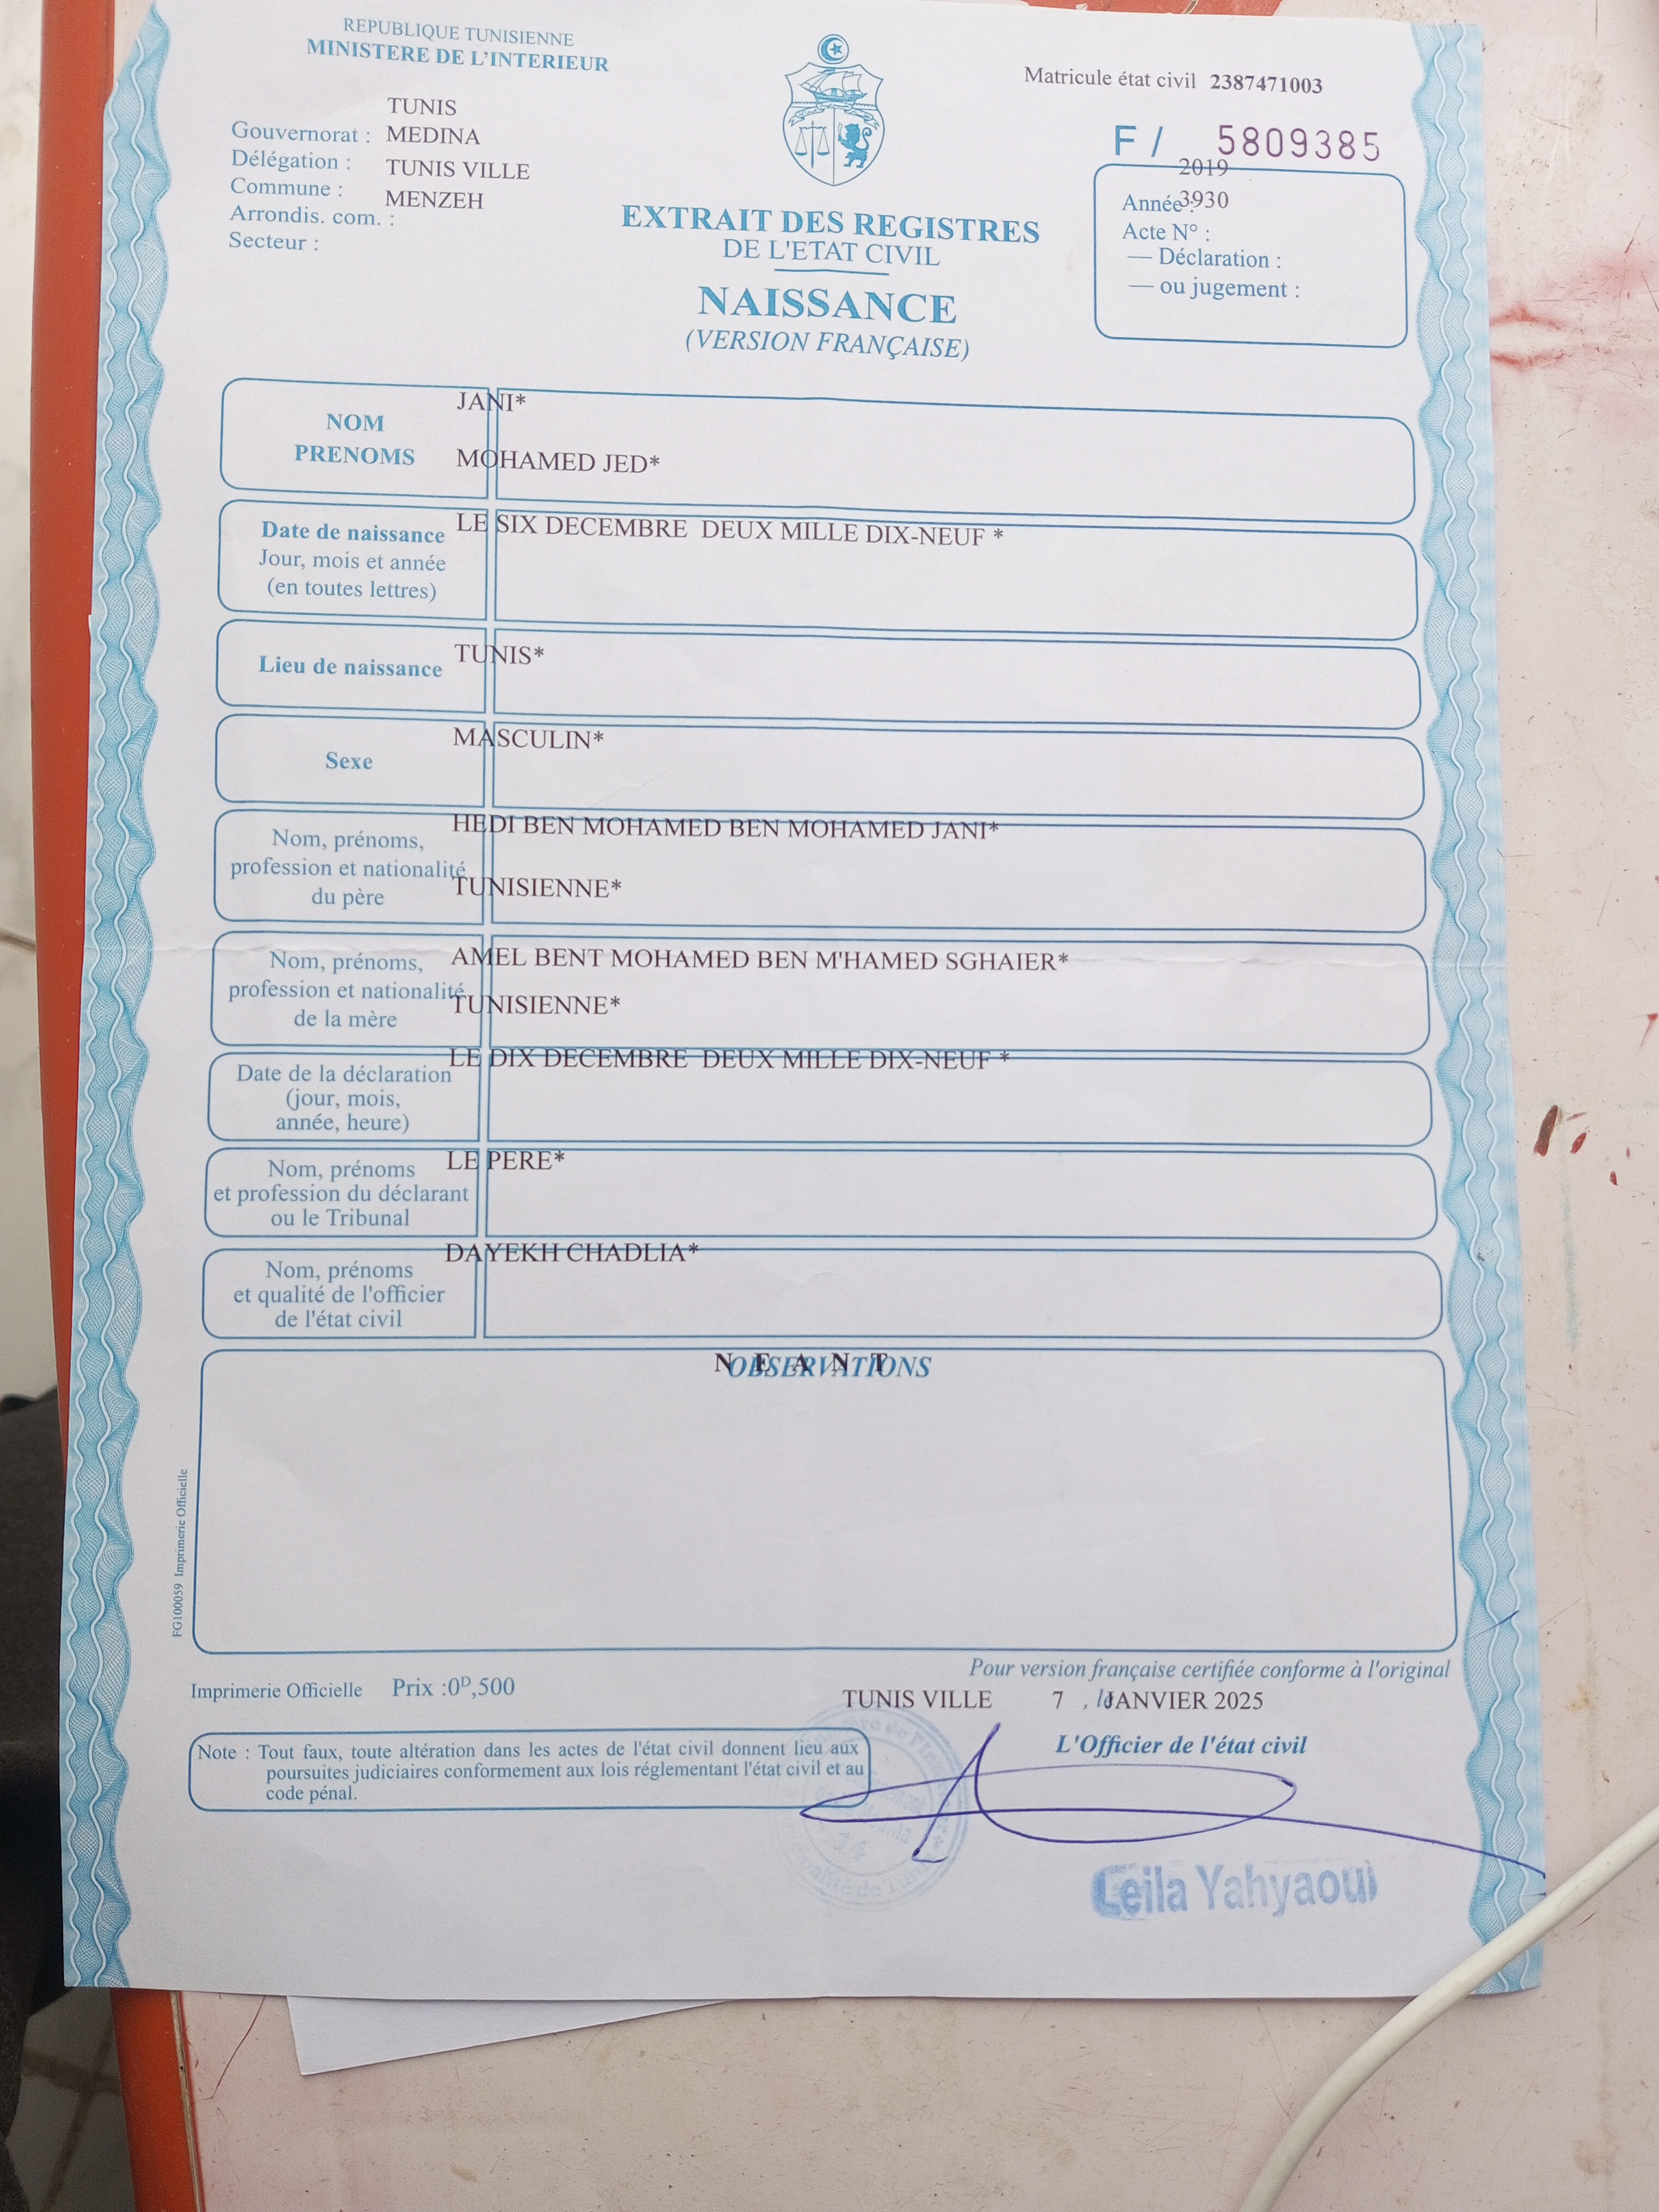 REPUBLIQUE TUNISIENNE
MINISTERE DE L'INTERIEUR
Matricule état civil 2387471003
F / 5809385
TUNIS
Gouvernorat : MEDINA
Délégation : TUNIS VILLE
Commune : MENZEH
Arrondis. com. :
Secteur :
2019
Année : 3930
Acte N° :
— Déclaration :
— ou jugement :
EXTRAIT DES REGISTRES
DE L'ETAT CIVIL
NAISSANCE
(VERSION FRANÇAISE)
JANI*
NOM
PRENOMS MOHAMED JED*
Date de naissance LE SIX DECEMBRE DEUX MILLE DIX-NEUF *
Jour, mois et année
(en toutes lettres)
TUNIS*
Lieu de naissance
MASCULIN*
Sexe
HEDI BEN MOHAMED BEN MOHAMED JANI*
Nom, prénoms,
profession et nationalité
TUNISIENNE*
du père
Nom, prénoms, AMEL BENT MOHAMED BEN M'HAMED SGHAIER*
profession et nationalité
TUNISIENNE*
de la mère
LE DIX DECEMBRE DEUX MILLE DIX-NEUF *
Date de la déclaration
(jour, mois,
année, heure)
LE PERE*
Nom, prénoms
et profession du déclarant
ou le Tribunal
DAYEKH CHADLIA*
Nom, prénoms
et qualité de l'officier
de l'état civil
OBSERVATIONS
N E A N T
FG100059 Imprimerie Officielle
Pour version française certifiée conforme à l'original
Imprimerie Officielle Prix :0ᴰ,500
TUNIS VILLE 7 , le JANVIER 2025
L'Officier de l'état civil
Note : Tout faux, toute altération dans les actes de l'état civil donnent lieu aux
poursuites judiciaires conformement aux lois réglementant l'état civil et au
code pénal.
14
Leila Yahyaoui